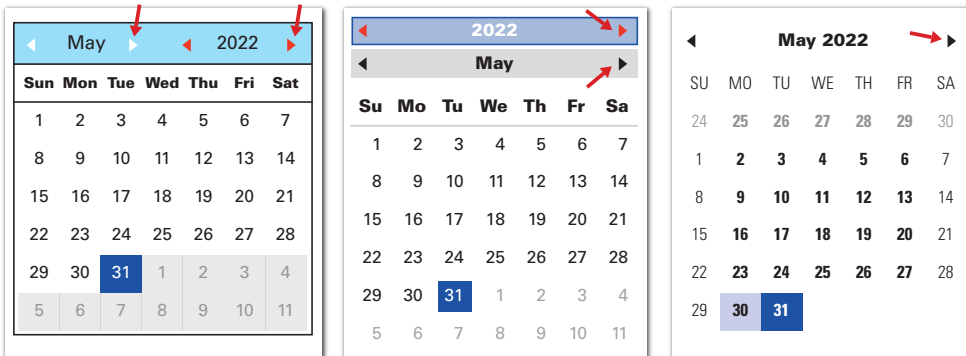 May 2022
Sun Mon Tue Wed Thu Fri Sat
1 2 3 4 5 6 7
8 9 10 11 12 13 14
15 16 17 18 19 20 21
22 23 24 25 26 27 28
29 30 31 1 2 3 4
5 6 7 8 9 10 11
2022
May
Su Mo Tu We Th Fr Sa
1 2 3 4 5 6 7
8 9 10 11 12 13 14
15 16 17 18 19 20 21
22 23 24 25 26 27 28
29 30 31 1 2 3 4
5 6 7 8 9 10 11
May 2022
SU MO TU WE TH FR SA
24 25 26 27 28 29 30
1 2 3 4 5 6 7
8 9 10 11 12 13 14
15 16 17 18 19 20 21
22 23 24 25 26 27 28
29 30 31